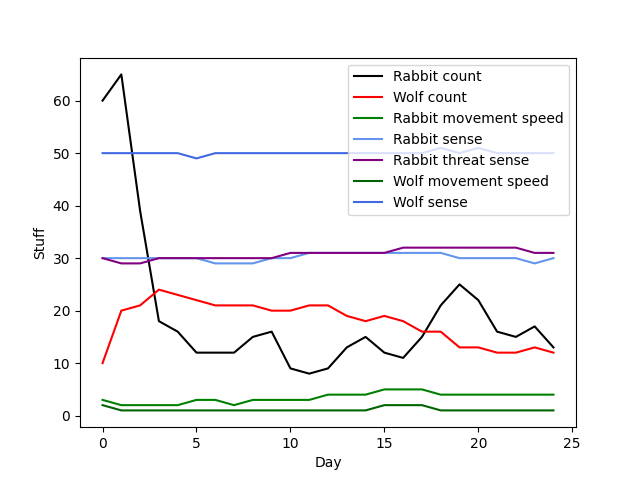 Rabbit count
Wolf count
Rabbit movement speed
Rabbit sense
Rabbit threat sense
Wolf movement speed
Wolf sense
60
50
40
30
20
10
0
Stuff
0 5 10 15 20 25
Day